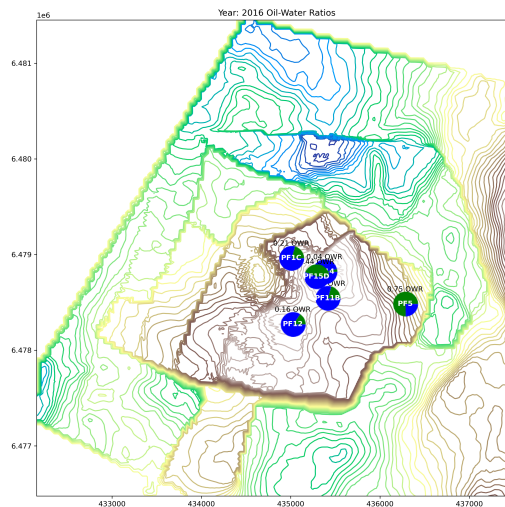 Year: 2016 Oil-Water Ratios
1e6
6.481
6.480
6.479
6.478
6.477
0.21 OWR
PF1C
0.04 OWR
PF15D
PF11B
0.75 OWR
PF5
0.16 OWR
PF12
433000
434000
435000
436000
437000